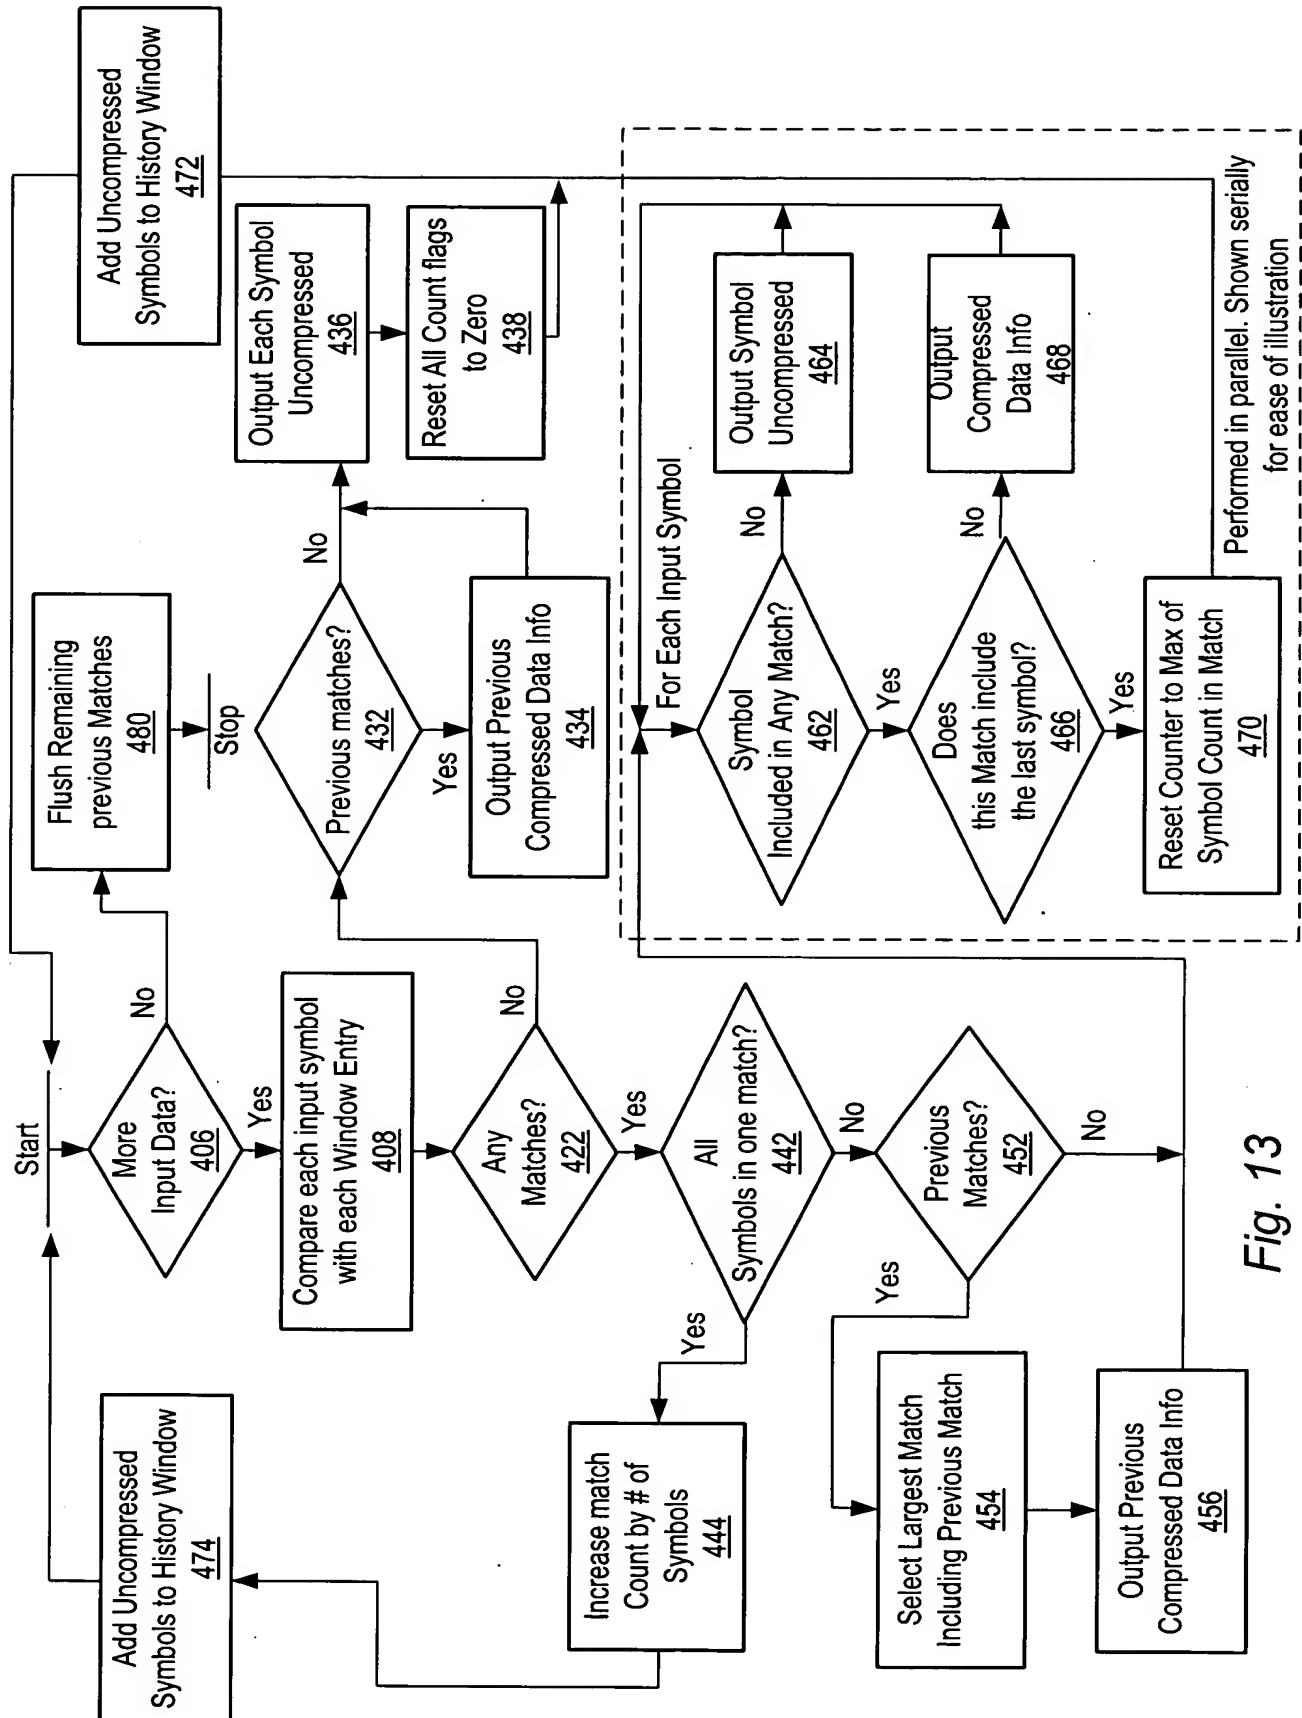 Start
More
Input Data?
406
No
Yes
Flush Remaining
previous Matches
480
Stop
Compare each input symbol
with each Window Entry
408
Any
Matches?
422
No
Yes
Previous matches?
432
No
Yes
Output Previous
Compressed Data Info
434
Output Each Symbol
Uncompressed
436
Reset All Count flags
to Zero
438
Add Uncompressed
Symbols to History Window
472
All
Symbols in one match?
442
Yes
No
Increase match
Count by # of
Symbols
444
Add Uncompressed
Symbols to History Window
474
Previous
Matches?
452
Yes
No
Select Largest Match
Including Previous Match
454
Output Previous
Compressed Data Info
456
For Each Input Symbol
Symbol
Included in Any Match?
462
No
Yes
Output Symbol
Uncompressed
464
Does
this Match include
the last symbol?
466
No
Yes
Output
Compressed
Data Info
468
Reset Counter to Max of
Symbol Count in Match
470
Performed in parallel. Shown serially
for ease of illustration
Fig. 13